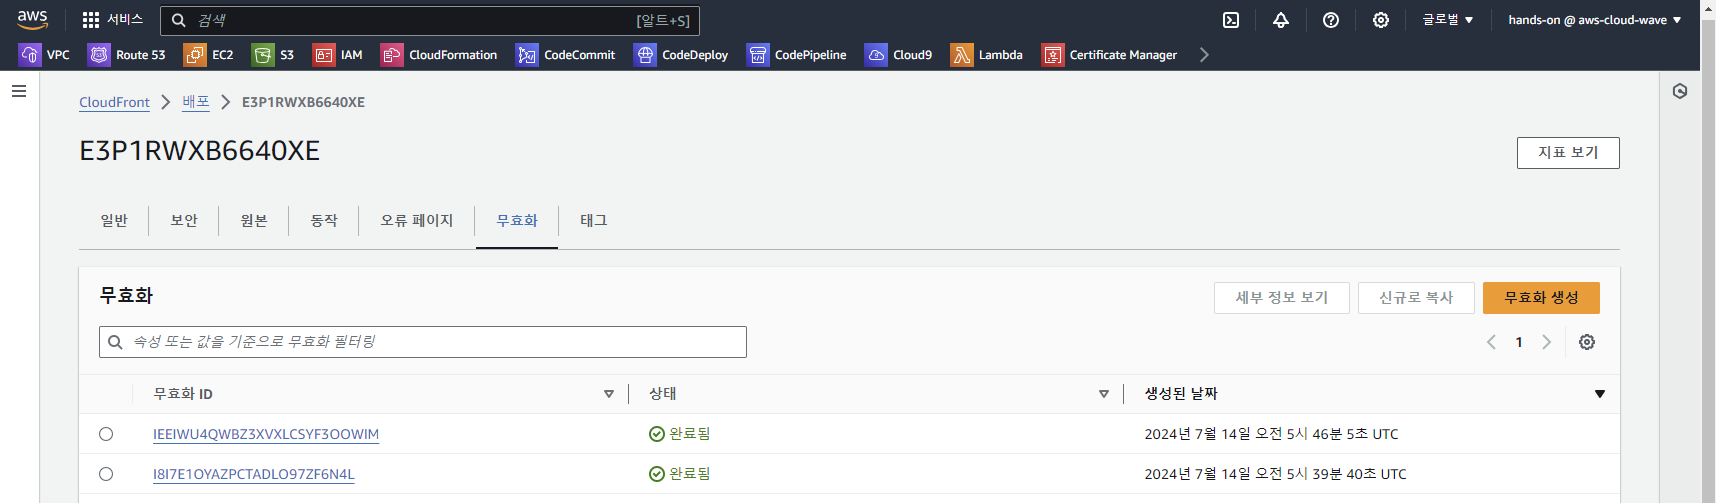 aws 서비스 검색 [알트+S] 글로벌 hands-on @ aws-cloud-wave
VPC Route 53 EC2 S3 IAM CloudFormation CodeCommit CodeDeploy CodePipeline Cloud9 Lambda Certificate Manager
CloudFront 배포 E3P1RWXB6640XE
E3P1RWXB6640XE 지표 보기
일반 보안 원본 동작 오류 페이지 무효화 태그
무효화 세부 정보 보기 신규로 복사 무효화 생성
속성 또는 값을 기준으로 무효화 필터링 1
무효화 ID 상태 생성된 날짜
IEEIWU4QWBZ3XVXLCSYF3OOWIM 완료됨 2024년 7월 14일 오전 5시 46분 5초 UTC
I8I7E1OYAZPCTADLO97ZF6N4L 완료됨 2024년 7월 14일 오전 5시 39분 40초 UTC